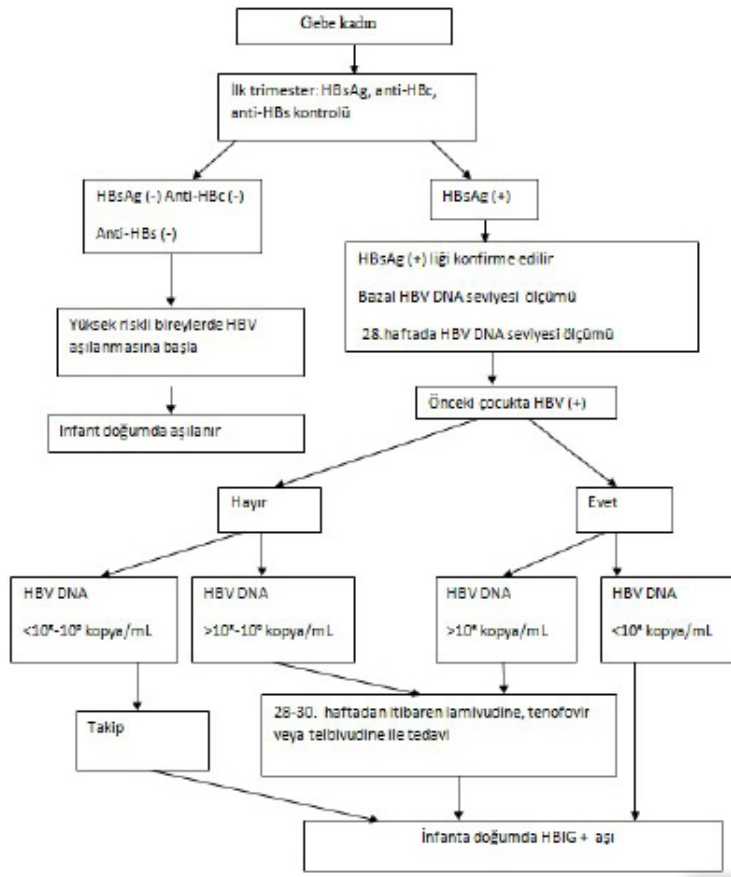 Gebe kadın
İlk trimester: HBsAg, anti-HBc,
anti-HBs kontrolü
HBsAg (-) Anti-HBc (-)
Anti-HBs (-)
HBsAg (+)
HBsAg (+) liği konfirme edilir
Bazal HBV DNA seviyesi ölçümü
28.haftada HBV DNA seviyesi ölçümü
Yüksek riskli bireylerde HBV
aşılanmasına başla
Önceki çocukta HBV (+)
Infant doğumda aşılanır
Hayır
Evet
HBV DNA
kopya/mL
HBV DNA
kopya/mL
HBV DNA
kopya/mL
HBV DNA
kopya/mL
28-30. haftadan itibaren lamivudine, tenofovir
veya telbivudine ile tedavi
Takip
İnfanta doğumda HBIG + aşı